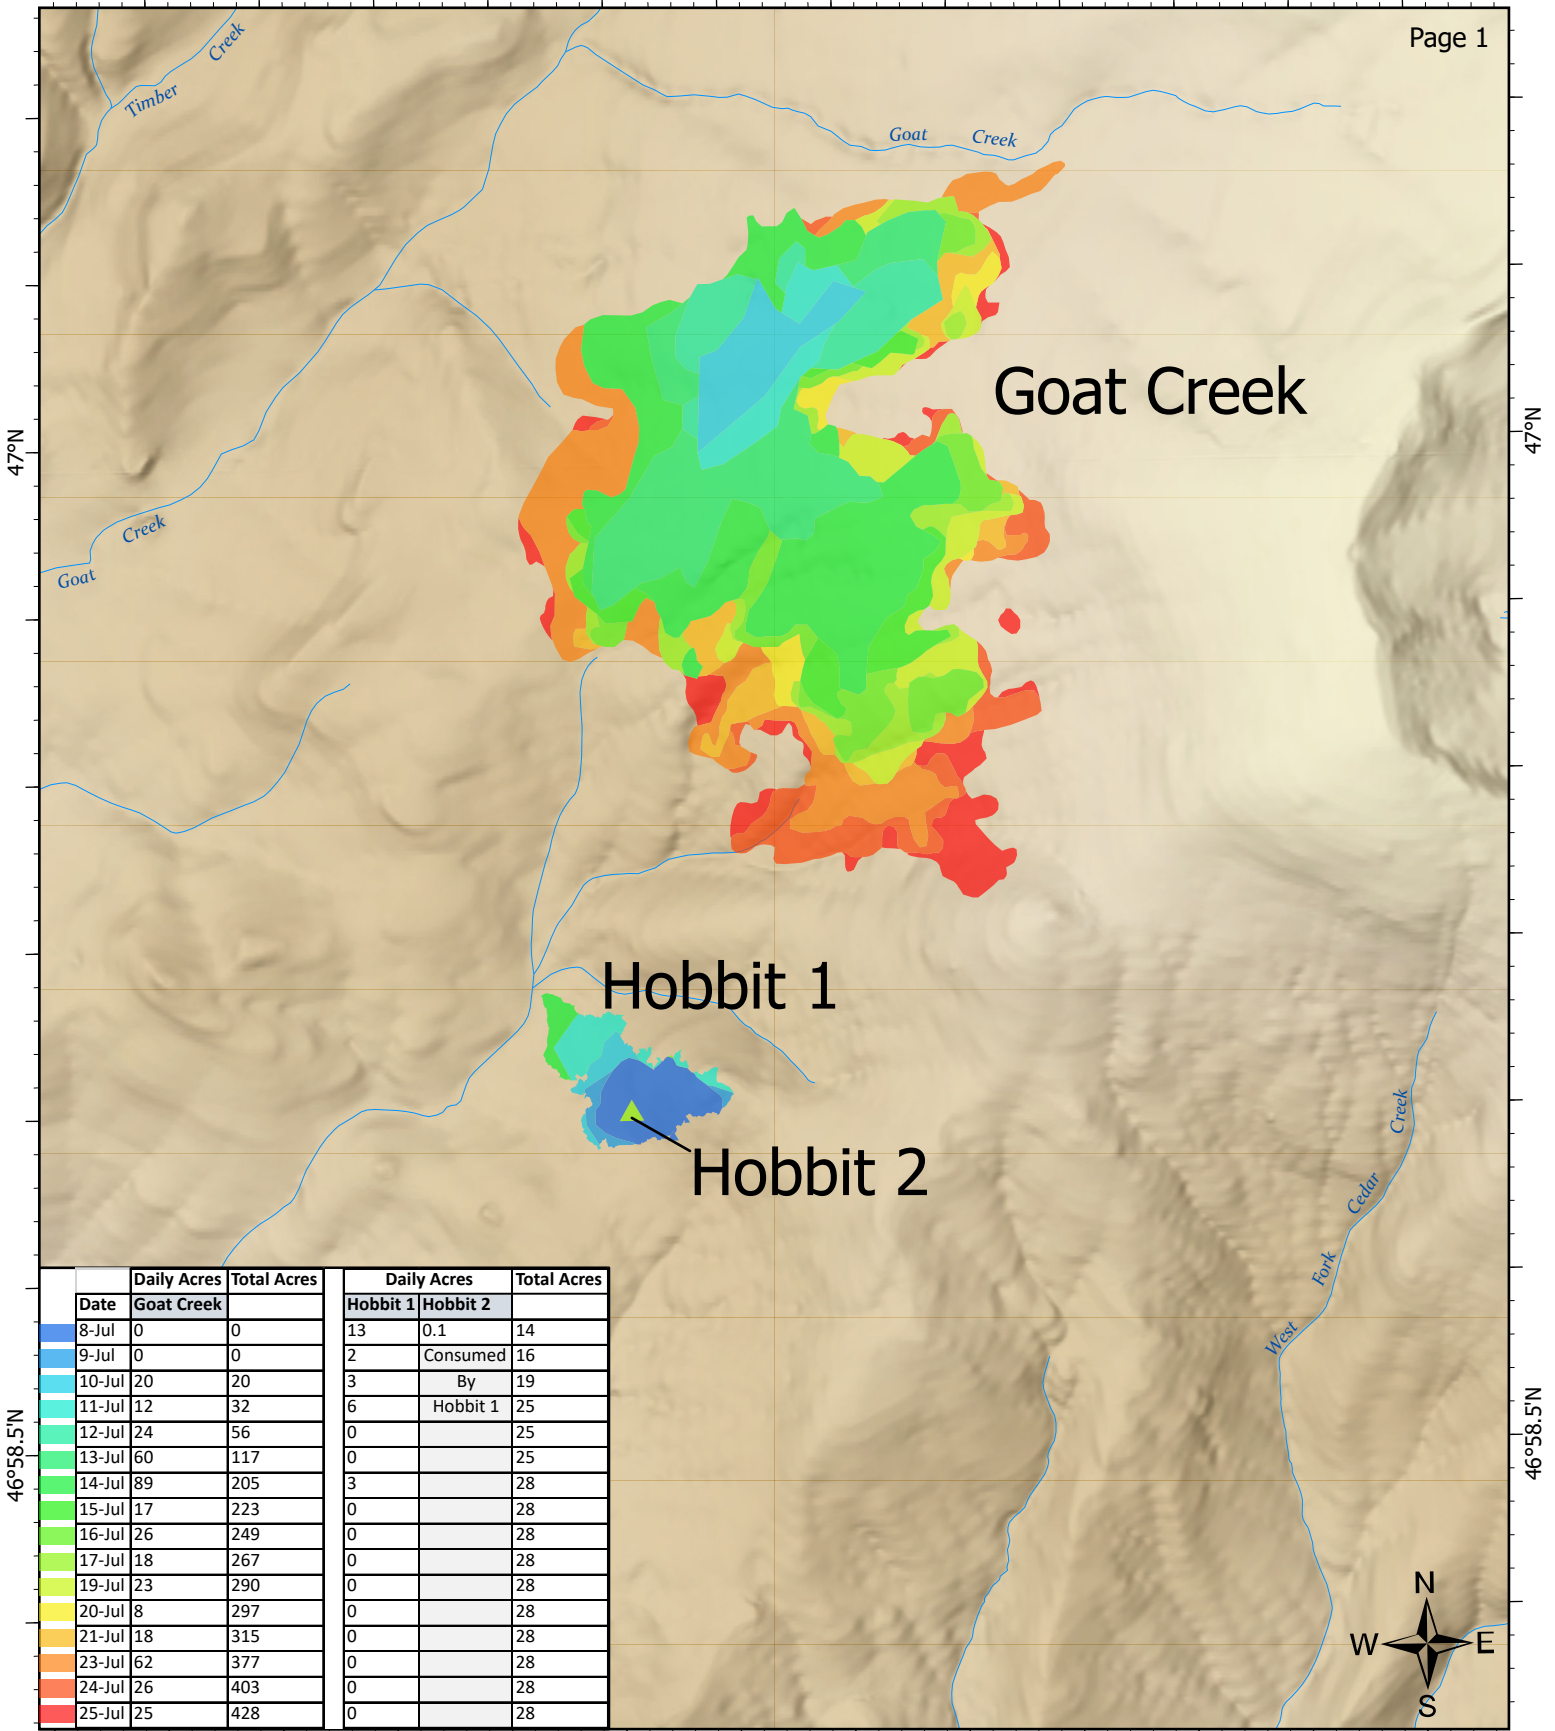 Page 1
Timber Creek
Goat Creek
Goat Creek
47°N
47°N
Goat Creek
Hobbit 1
Hobbit 2
West Fork Cedar Creek
46°58.5'N
46°58.5'N
Daily Acres Total Acres Daily Acres Total Acres
Date Goat Creek Hobbit 1 Hobbit 2
8-Jul 0 0 13 0.1 14
9-Jul 0 0 2 Consumed 16
10-Jul 20 20 3 By 19
11-Jul 12 32 6 Hobbit 1 25
12-Jul 24 56 0 25
13-Jul 60 117 0 25
14-Jul 89 205 3 28
15-Jul 17 223 0 28
16-Jul 26 249 0 28
17-Jul 18 267 0 28
19-Jul 23 290 0 28
20-Jul 8 297 0 28
21-Jul 18 315 0 28
23-Jul 62 377 0 28
24-Jul 26 403 0 28
25-Jul 25 428 0 28
N
W E
S